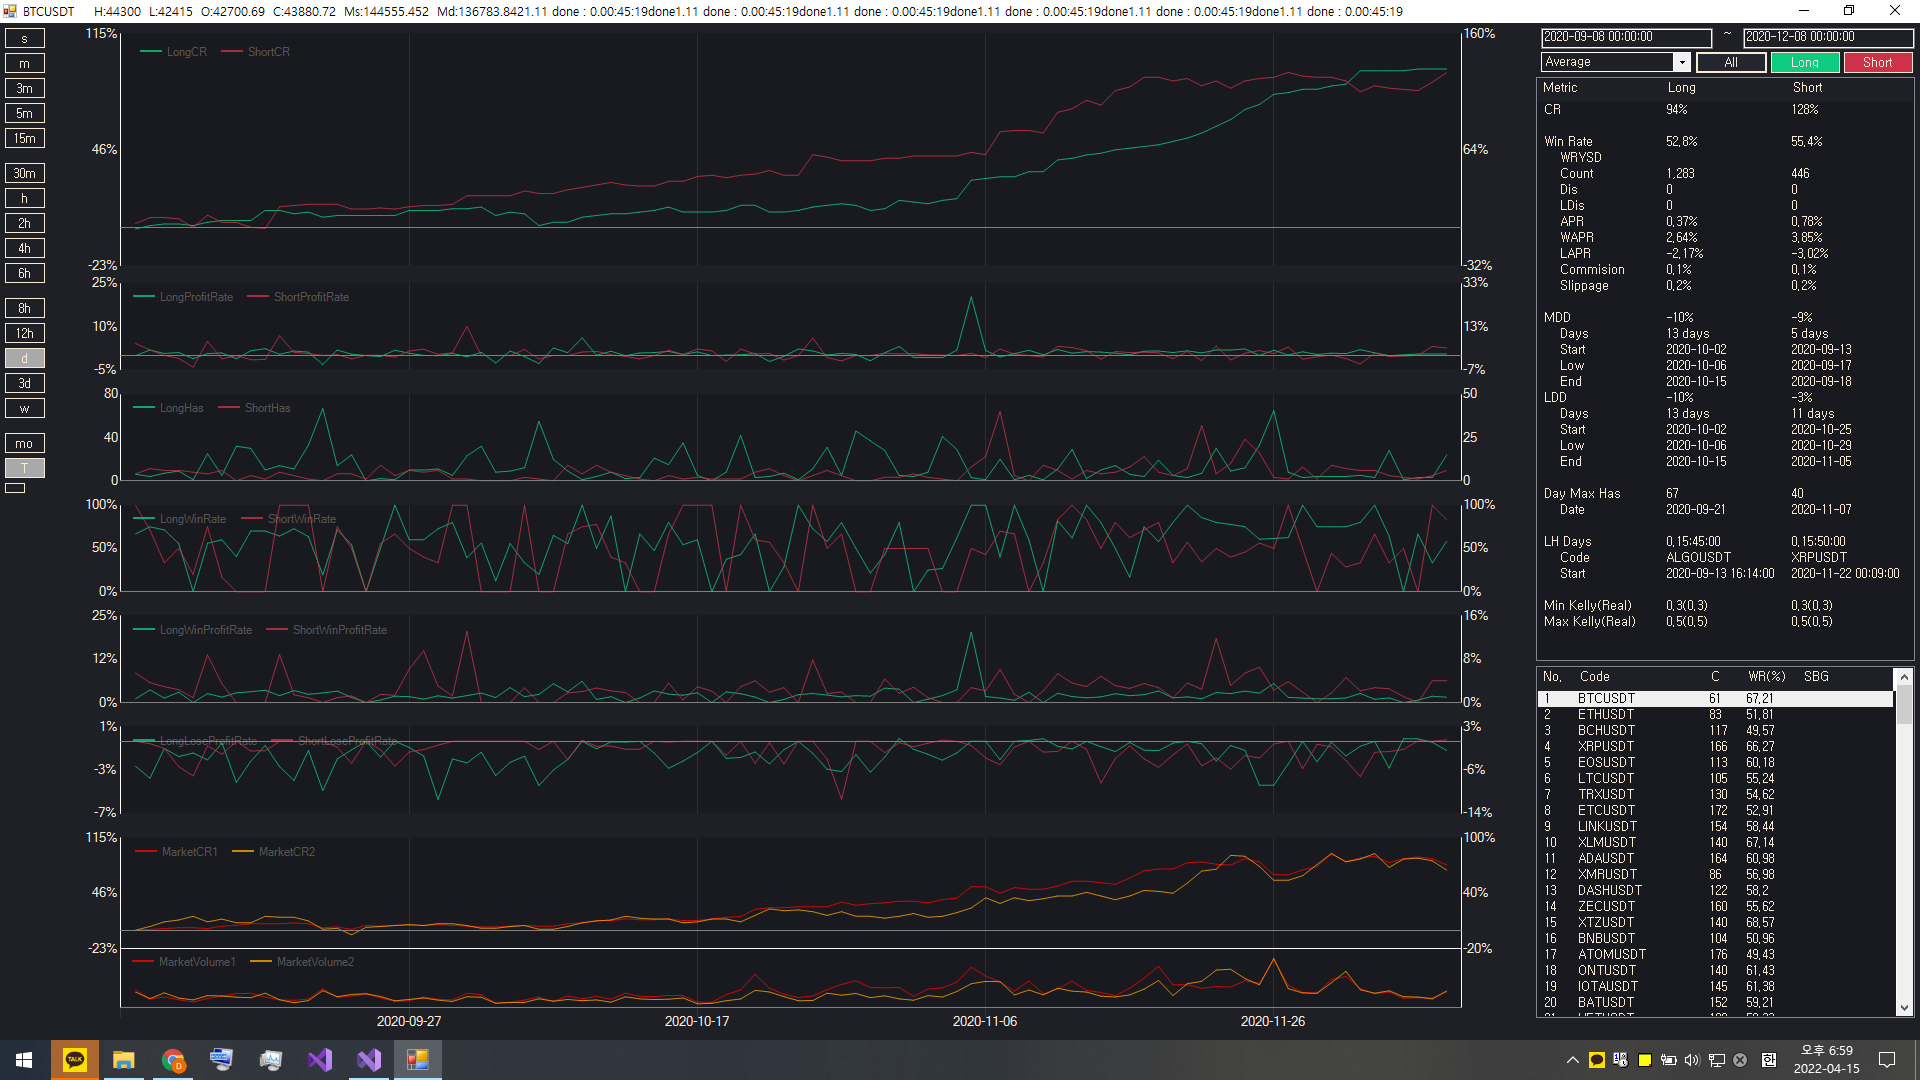 BTCUSDT H:44300 L:42415 O:42700.69 C:43880.72 Ms:144555.452 Md:136783.8421.11 done : 0.00:45:19done1.11 done : 0.00:45:19done1.11 done : 0.00:45:19done1.11 done : 0.00:45:19done1.11 done : 0.00:45:19
s
m
3m
5m
15m
30m
h
2h
4h
6h
8h
12h
d
3d
w
mo
T
115% 160%
LongCR ShortCR
46% 64%
-23% -32%
25% 33%
LongProfitRate ShortProfitRate
10% 13%
-5% -7%
80 50
LongHas ShortHas
40 25
0 0
100% 100%
LongWinRate ShortWinRate
50% 50%
0% 0%
25% 16%
LongWinProfitRate ShortWinProfitRate
12% 8%
0% 0%
1% 3%
LongLoseProfitRate ShortLoseProfitRate
-3% -6%
-7% -14%
115% 100%
MarketCR1 MarketCR2
46% 40%
-23% -20%
MarketVolume1 MarketVolume2
2020-09-27 2020-10-17 2020-11-06 2020-11-26
2020-09-08 00:00:00 ~ 2020-12-08 00:00:00
Average All Long Short
Metric Long Short
CR 94% 128%
Win Rate 52,8% 55,4%
WRYSD
Count 1,283 446
Dis 0 0
LDis 0 0
APR 0,37% 0,78%
WAPR 2,64% 3,85%
LAPR -2,17% -3,02%
Commision 0,1% 0,1%
Slippage 0,2% 0,2%
MDD -10% -9%
Days 13 days 5 days
Start 2020-10-02 2020-09-13
Low 2020-10-06 2020-09-17
End 2020-10-15 2020-09-18
LDD -10% -3%
Days 13 days 11 days
Start 2020-10-02 2020-10-25
Low 2020-10-06 2020-10-29
End 2020-10-15 2020-11-05
Day Max Has 67 40
Date 2020-09-21 2020-11-07
LH Days 0,15:45:00 0,15:50:00
Code ALGOUSDT XRPUSDT
Start 2020-09-13 16:14:00 2020-11-22 00:09:00
Min Kelly(Real) 0,3(0,3) 0,3(0,3)
Max Kelly(Real) 0,5(0,5) 0,5(0,5)
No, Code C WR(%) SBG
1 BTCUSDT 61 67,21
2 ETHUSDT 83 51,81
3 BCHUSDT 117 49,57
4 XRPUSDT 166 66,27
5 EOSUSDT 113 60,18
6 LTCUSDT 105 55,24
7 TRXUSDT 130 54,62
8 ETCUSDT 172 52,91
9 LINKUSDT 154 58,44
10 XLMUSDT 140 67,14
11 ADAUSDT 164 60,98
12 XMRUSDT 86 56,98
13 DASHUSDT 122 58,2
14 ZECUSDT 160 55,62
15 XTZUSDT 140 68,57
16 BNBUSDT 104 50,96
17 ATOMUSDT 176 49,43
18 ONTUSDT 140 61,43
19 IOTAUSDT 145 61,38
20 BATUSDT 152 59,21
TALK
D
오후 6:59
2022-04-15